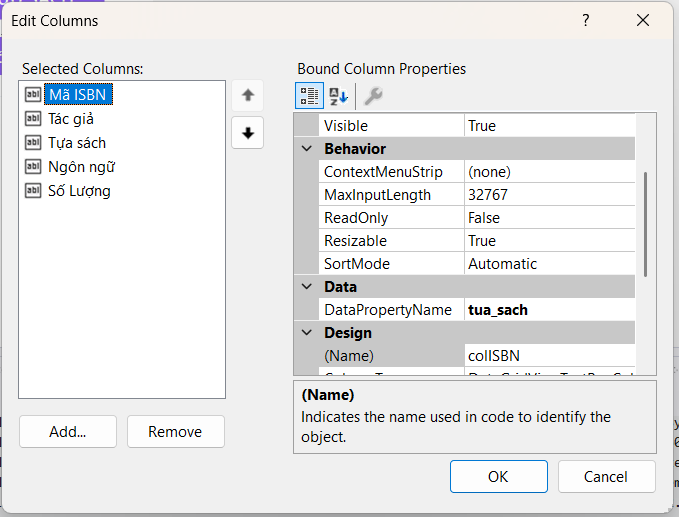 Edit Columns
?
Selected Columns:
Mã ISBN
Tác giả
Tựa sách
Ngôn ngữ
Số Lượng
Add...
Remove
Bound Column Properties
Visible True
Behavior
ContextMenuStrip (none)
MaxInputLength 32767
ReadOnly False
Resizable True
SortMode Automatic
Data
DataPropertyName tua_sach
Design
(Name) colISBN
(Name)
Indicates the name used in code to identify the
object.
OK
Cancel